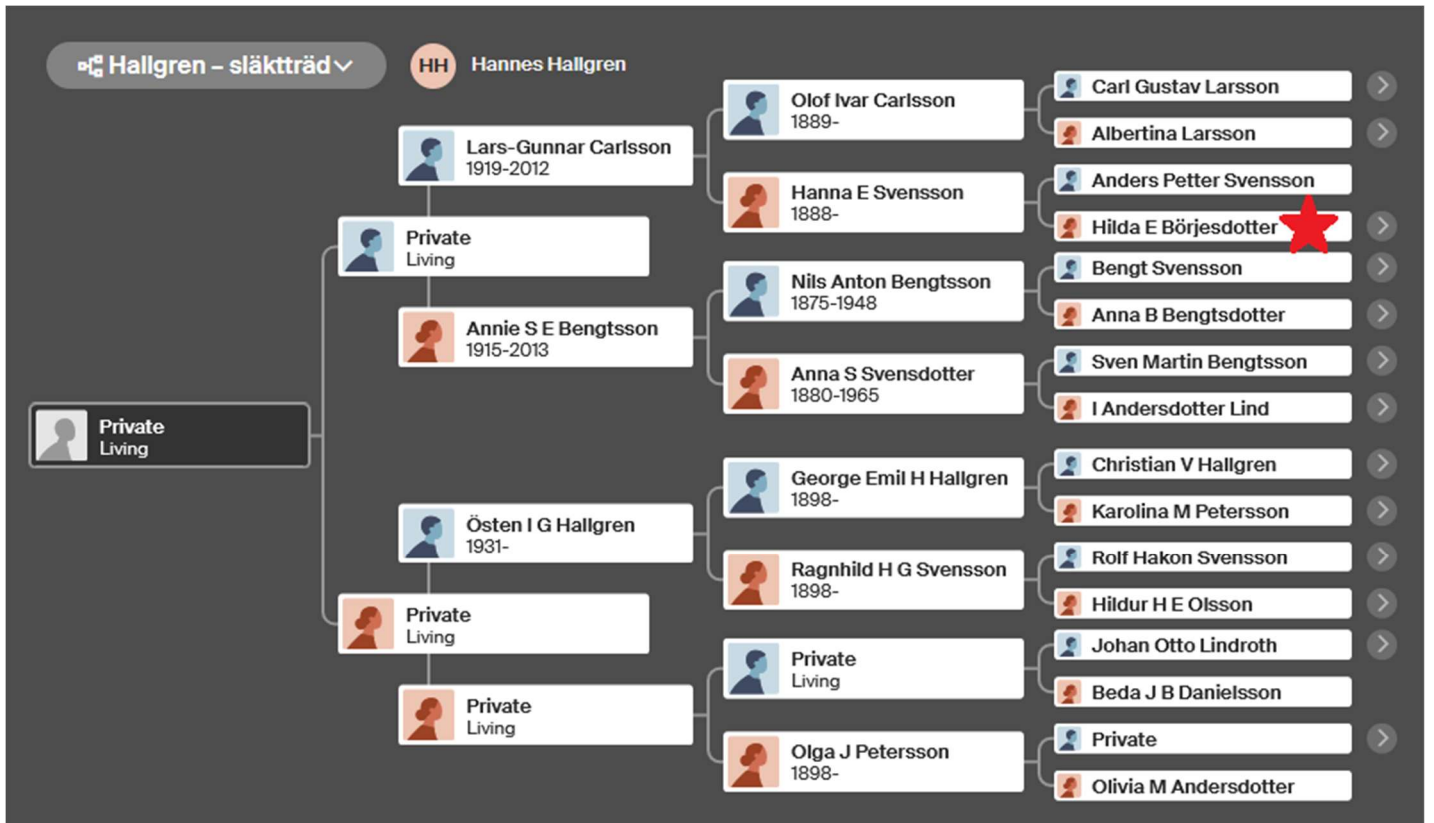 Hallgren – släktträd
HH
Hannes Hallgren
Private
Living
Private
Living
Private
Living
Lars-Gunnar Carlsson
1919-2012
Annie S E Bengtsson
1915-2013
Östen I G Hallgren
1931-
Private
Living
Olof Ivar Carlsson
1889-
Hanna E Svensson
1888-
Nils Anton Bengtsson
1875-1948
Anna S Svensdotter
1880-1965
George Emil H Hallgren
1898-
Ragnhild H G Svensson
1898-
Private
Living
Olga J Petersson
1898-
Carl Gustav Larsson
Albertina Larsson
Anders Petter Svensson
Hilda E Börjesdotter
Bengt Svensson
Anna B Bengtsdotter
Sven Martin Bengtsson
I Andersdotter Lind
Christian V Hallgren
Karolina M Petersson
Rolf Hakon Svensson
Hildur H E Olsson
Johan Otto Lindroth
Beda J B Danielsson
Private
Olivia M Andersdotter